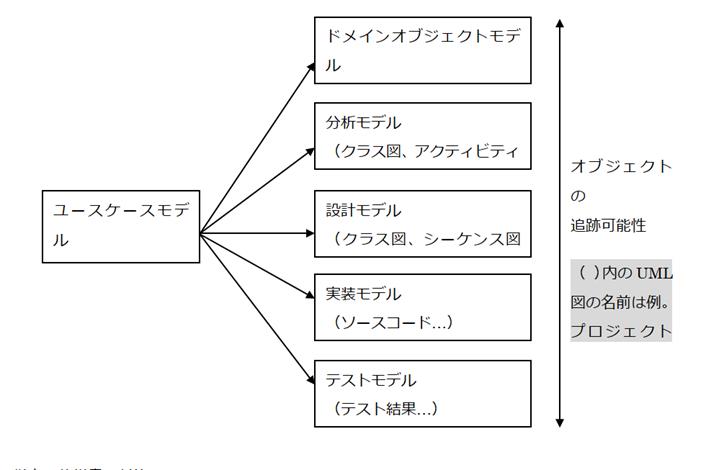 ドメインオブジェクトモデ
ル
分析モデル
（クラス図、アクティビティ
ユースケースモデ
ル
設計モデル
（クラス図、シーケンス図
実装モデル
（ソースコード…）
テストモデル
（テスト結果…）
オブジェクト
の
追跡可能性
（ ）内の UML
図の名前は例。
プロジェクト